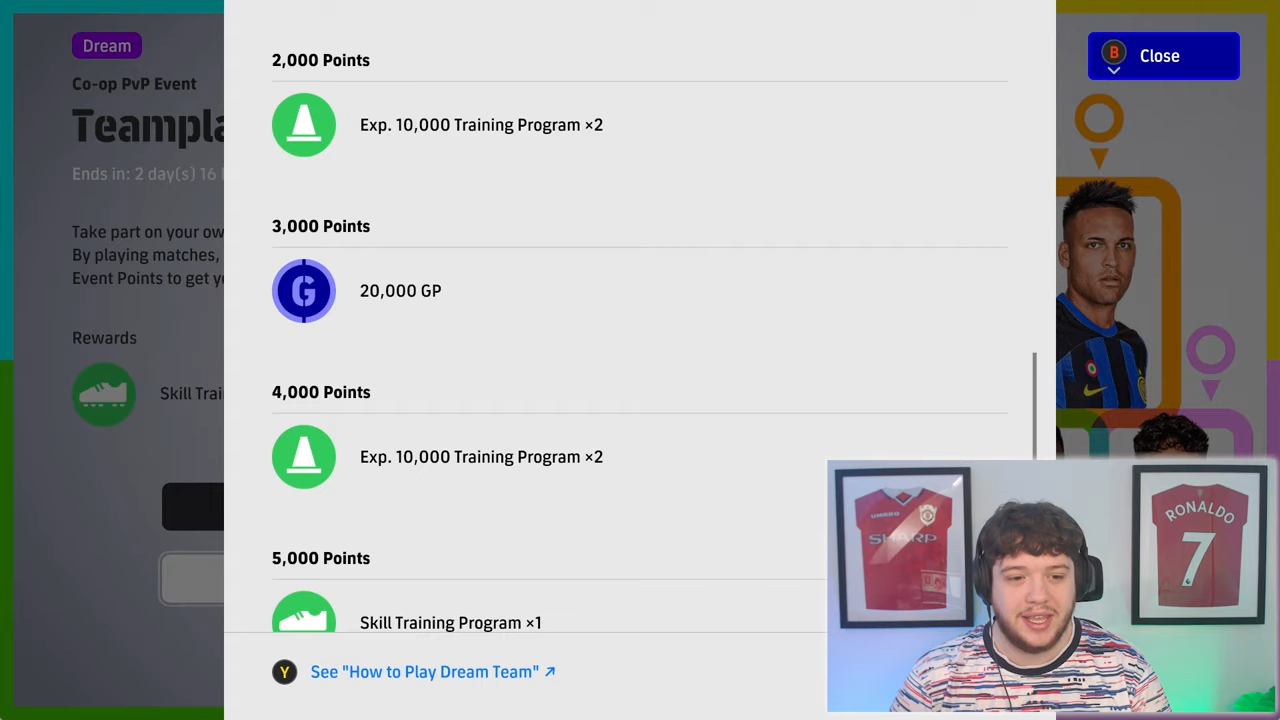 Dream
Co-op PvP Event
Teampla
Ends in: 2 day(s) 16
Take part on your ow
By playing matches,
Event Points to get y
Rewards
Skill Trai
2,000 Points
Exp. 10,000 Training Program ×2
3,000 Points
G
20,000 GP
4,000 Points
Exp. 10,000 Training Program ×2
5,000 Points
Skill Training Program ×1
Y See "How to Play Dream Team" ↗
B Close
UMBRO
SHARP
RONALDO
7